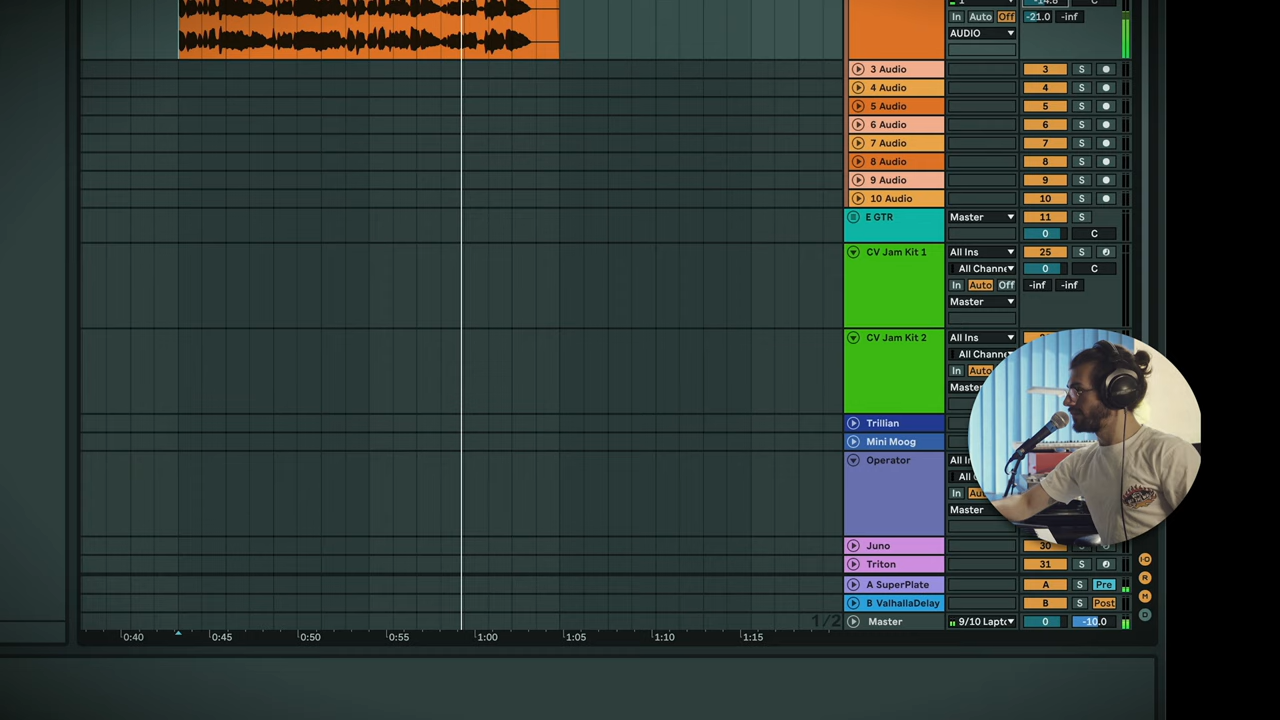 1 -14.8 C
In Auto Off -21.0 -inf
AUDIO
3 Audio 3 S
4 Audio 4 S
5 Audio 5 S
6 Audio 6 S
7 Audio 7 S
8 Audio 8 S
9 Audio 9 S
10 Audio 10 S
E GTR Master 11 S
0 C
CV Jam Kit 1 All Ins 25 S
All Channe 0 C
In Auto Off -inf -inf
Master
CV Jam Kit 2 All Ins
All Channe
In Auto
Master
Trillian
Mini Moog
Operator All In
All C
In Au
Master
Juno 30
Triton 31 S
A SuperPlate A S Pre
B ValhallaDelay B S Post
1/2 Master 9/10 Lapto 0 -10.0
I·O
R
M
D
0:40 0:45 0:50 0:55 1:00 1:05 1:10 1:15